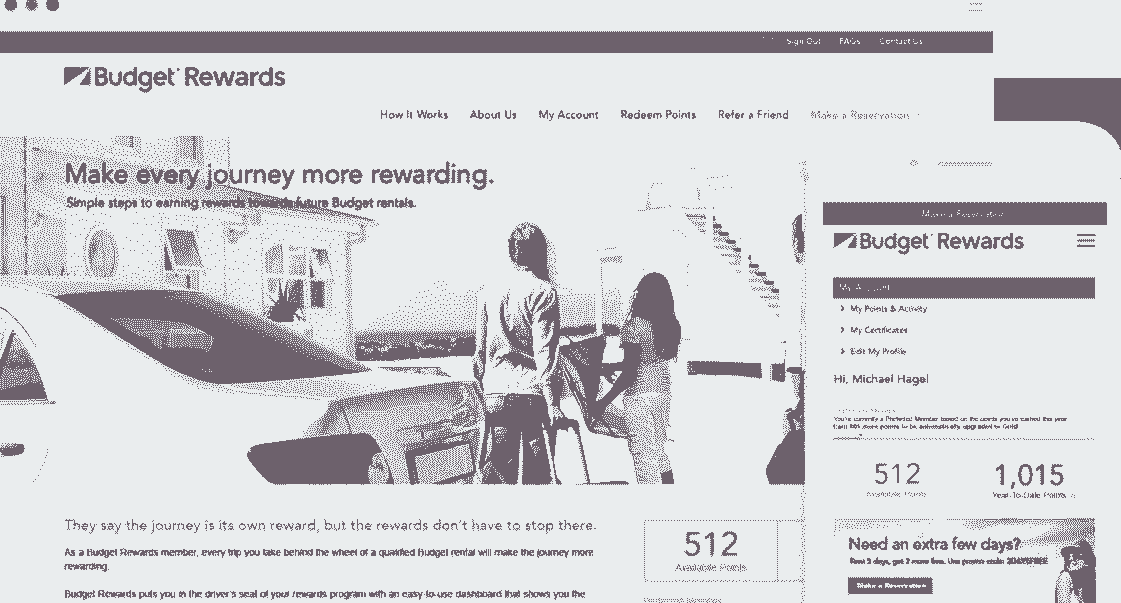 Sign Out FAQs Contact Us
Budget Rewards
How It Works About Us My Account Redeem Points Refer a Friend Make a Reservation
Make every journey more rewarding.
Simple steps to earning rewards towards future Budget rentals.
They say the journey is its own reward, but the rewards don't have to stop there.
As a Budget Rewards member, every trip you take behind the wheel of a qualified Budget rental will make the journey more
rewarding.
Budget Rewards puts you in the driver's seat of your rewards program with an easy-to-use dashboard that shows you the
512
Available Points
Make a Reservation
Budget Rewards
My Account
My Points & Activity
My Certificates
Edit My Profile
Hi, Michael Hagel
You're currently a Preferred Member based on the points you've earned this year.
Earn more points to be automatically upgraded to Gold
512
Available Points
1,015
Year-To-Date Points
Need an extra few days?
Rent 3 days, get 2 more free. Use promo code:
Make a Reservation